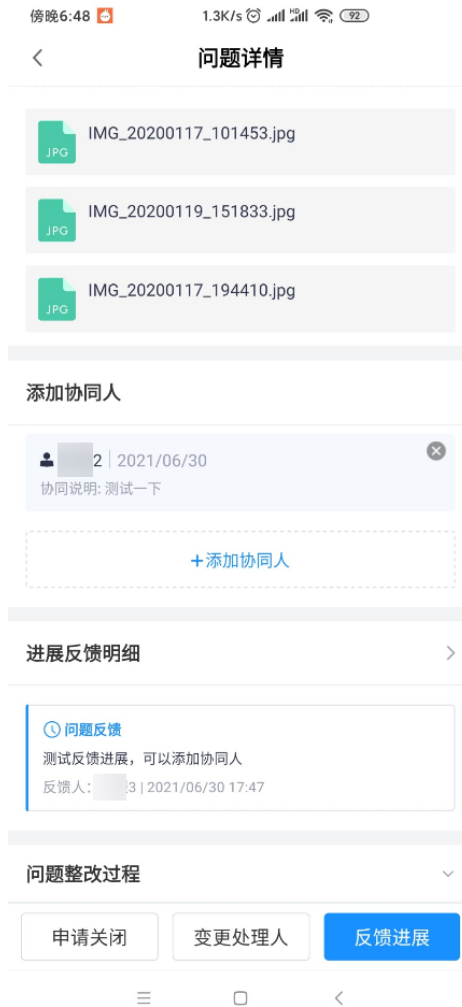 傍晚6:48 1.3K/s HD 92
问题详情
JPG IMG_20200117_101453.jpg
JPG IMG_20200119_151833.jpg
JPG IMG_20200117_194410.jpg
添加协同人
2 | 2021/06/30
协同说明: 测试一下
+添加协同人
进展反馈明细
问题反馈
测试反馈进展，可以添加协同人
反馈人: 3 | 2021/06/30 17:47
问题整改过程
申请关闭 变更处理人 反馈进展